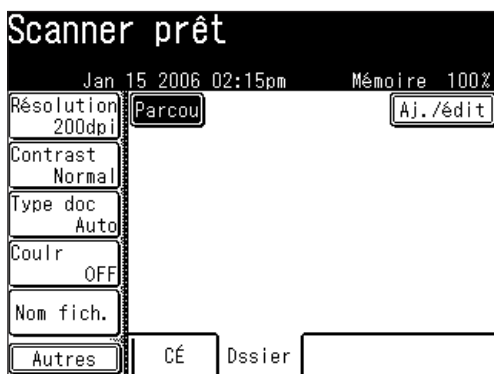 Scanner prêt
Jan 15 2006 02:15pm Mémoire 100%
Résolution
200dpi
Parcou
Aj./édit
Contrast
Normal
Type doc
Auto
Coulr
OFF
Nom fich.
Autres
CÉ
Dssier